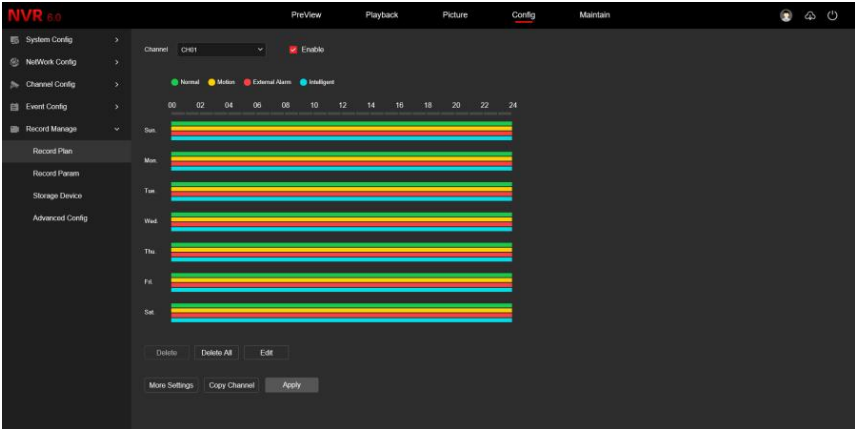 NVR 6.0 PreView Playback Picture Config Maintain
System Config
NetWork Config
Channel Config
Event Config
Record Manage
Record Plan
Record Param
Storage Device
Advanced Config
Channel CH01 Enable
Normal Motion External Alarm Intelligent
00 02 04 06 08 10 12 14 16 18 20 22 24
Sun.
Mon.
Tue.
Wed.
Thu.
Fri.
Sat.
Delete Delete All Edit
More Settings Copy Channel Apply